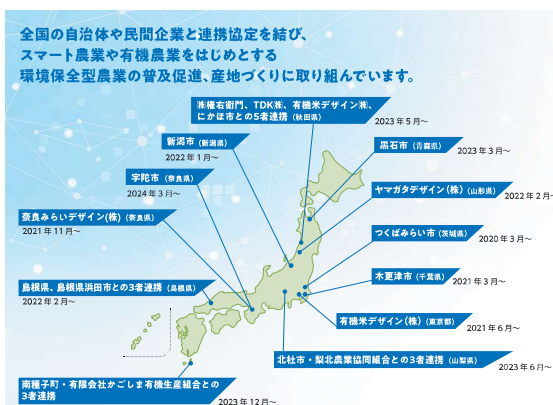 全国の自治体や民間企業と連携協定を結び、
スマート農業や有機農業をはじめとする
環境保全型農業の普及促進、産地づくりに取り組んでいます。
㈱権右衛門、TDK㈱、有機米デザイン㈱、
にかほ市との5者連携（秋田県）
2023年5月～
新潟市（新潟県）
2022年1月～
黒石市（青森県）
2023年3月～
宇陀市（奈良県）
2024年3月～
ヤマガタデザイン（株）（山形県）
2022年2月～
奈良みらいデザイン(株)（奈良県）
2021年11月～
つくばみらい市（茨城県）
2020年3月～
木更津市（千葉県）
2021年3月～
島根県、島根県浜田市との3者連携（島根県）
2022年2月～
有機米デザイン（株）（東京都）
2021年6月～
北杜市・梨北農業協同組合との3者連携（山梨県）
2023年6月～
南種子町・有限会社かごしま有機生産組合との
3者連携
2023年12月～